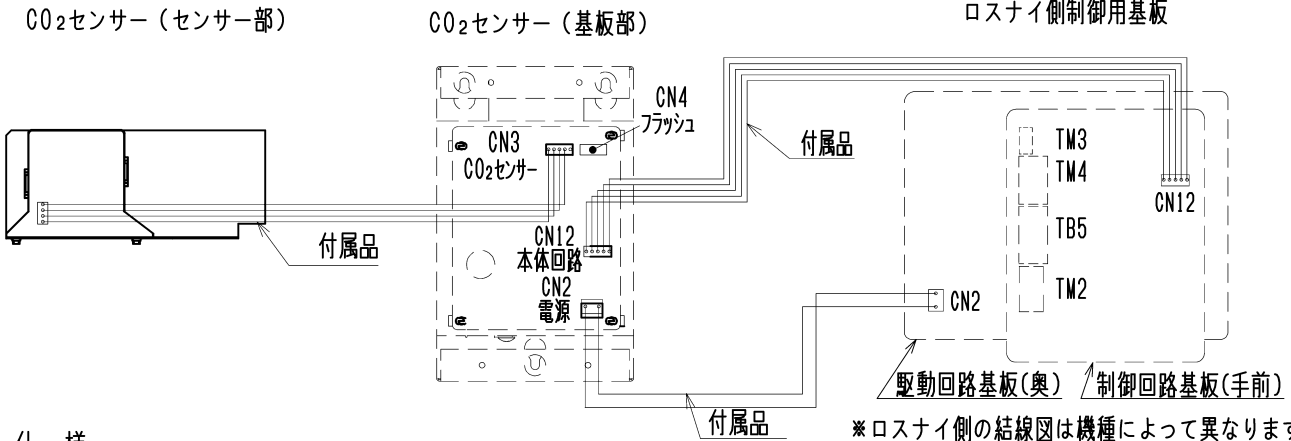 CO₂センサー（センサー部）
CO₂センサー（基板部）
ロスナイ側制御用基板
CN4
フラッシュ
CN3
CO₂センサー
付属品
TM3
TM4
CN12
TB5
付属品
CN12
本体回路
CN2
電源
TM2
CN2
駆動回路基板(奥)
制御回路基板(手前)
付属品
※ロスナイ側の結線図は機種によって異なります